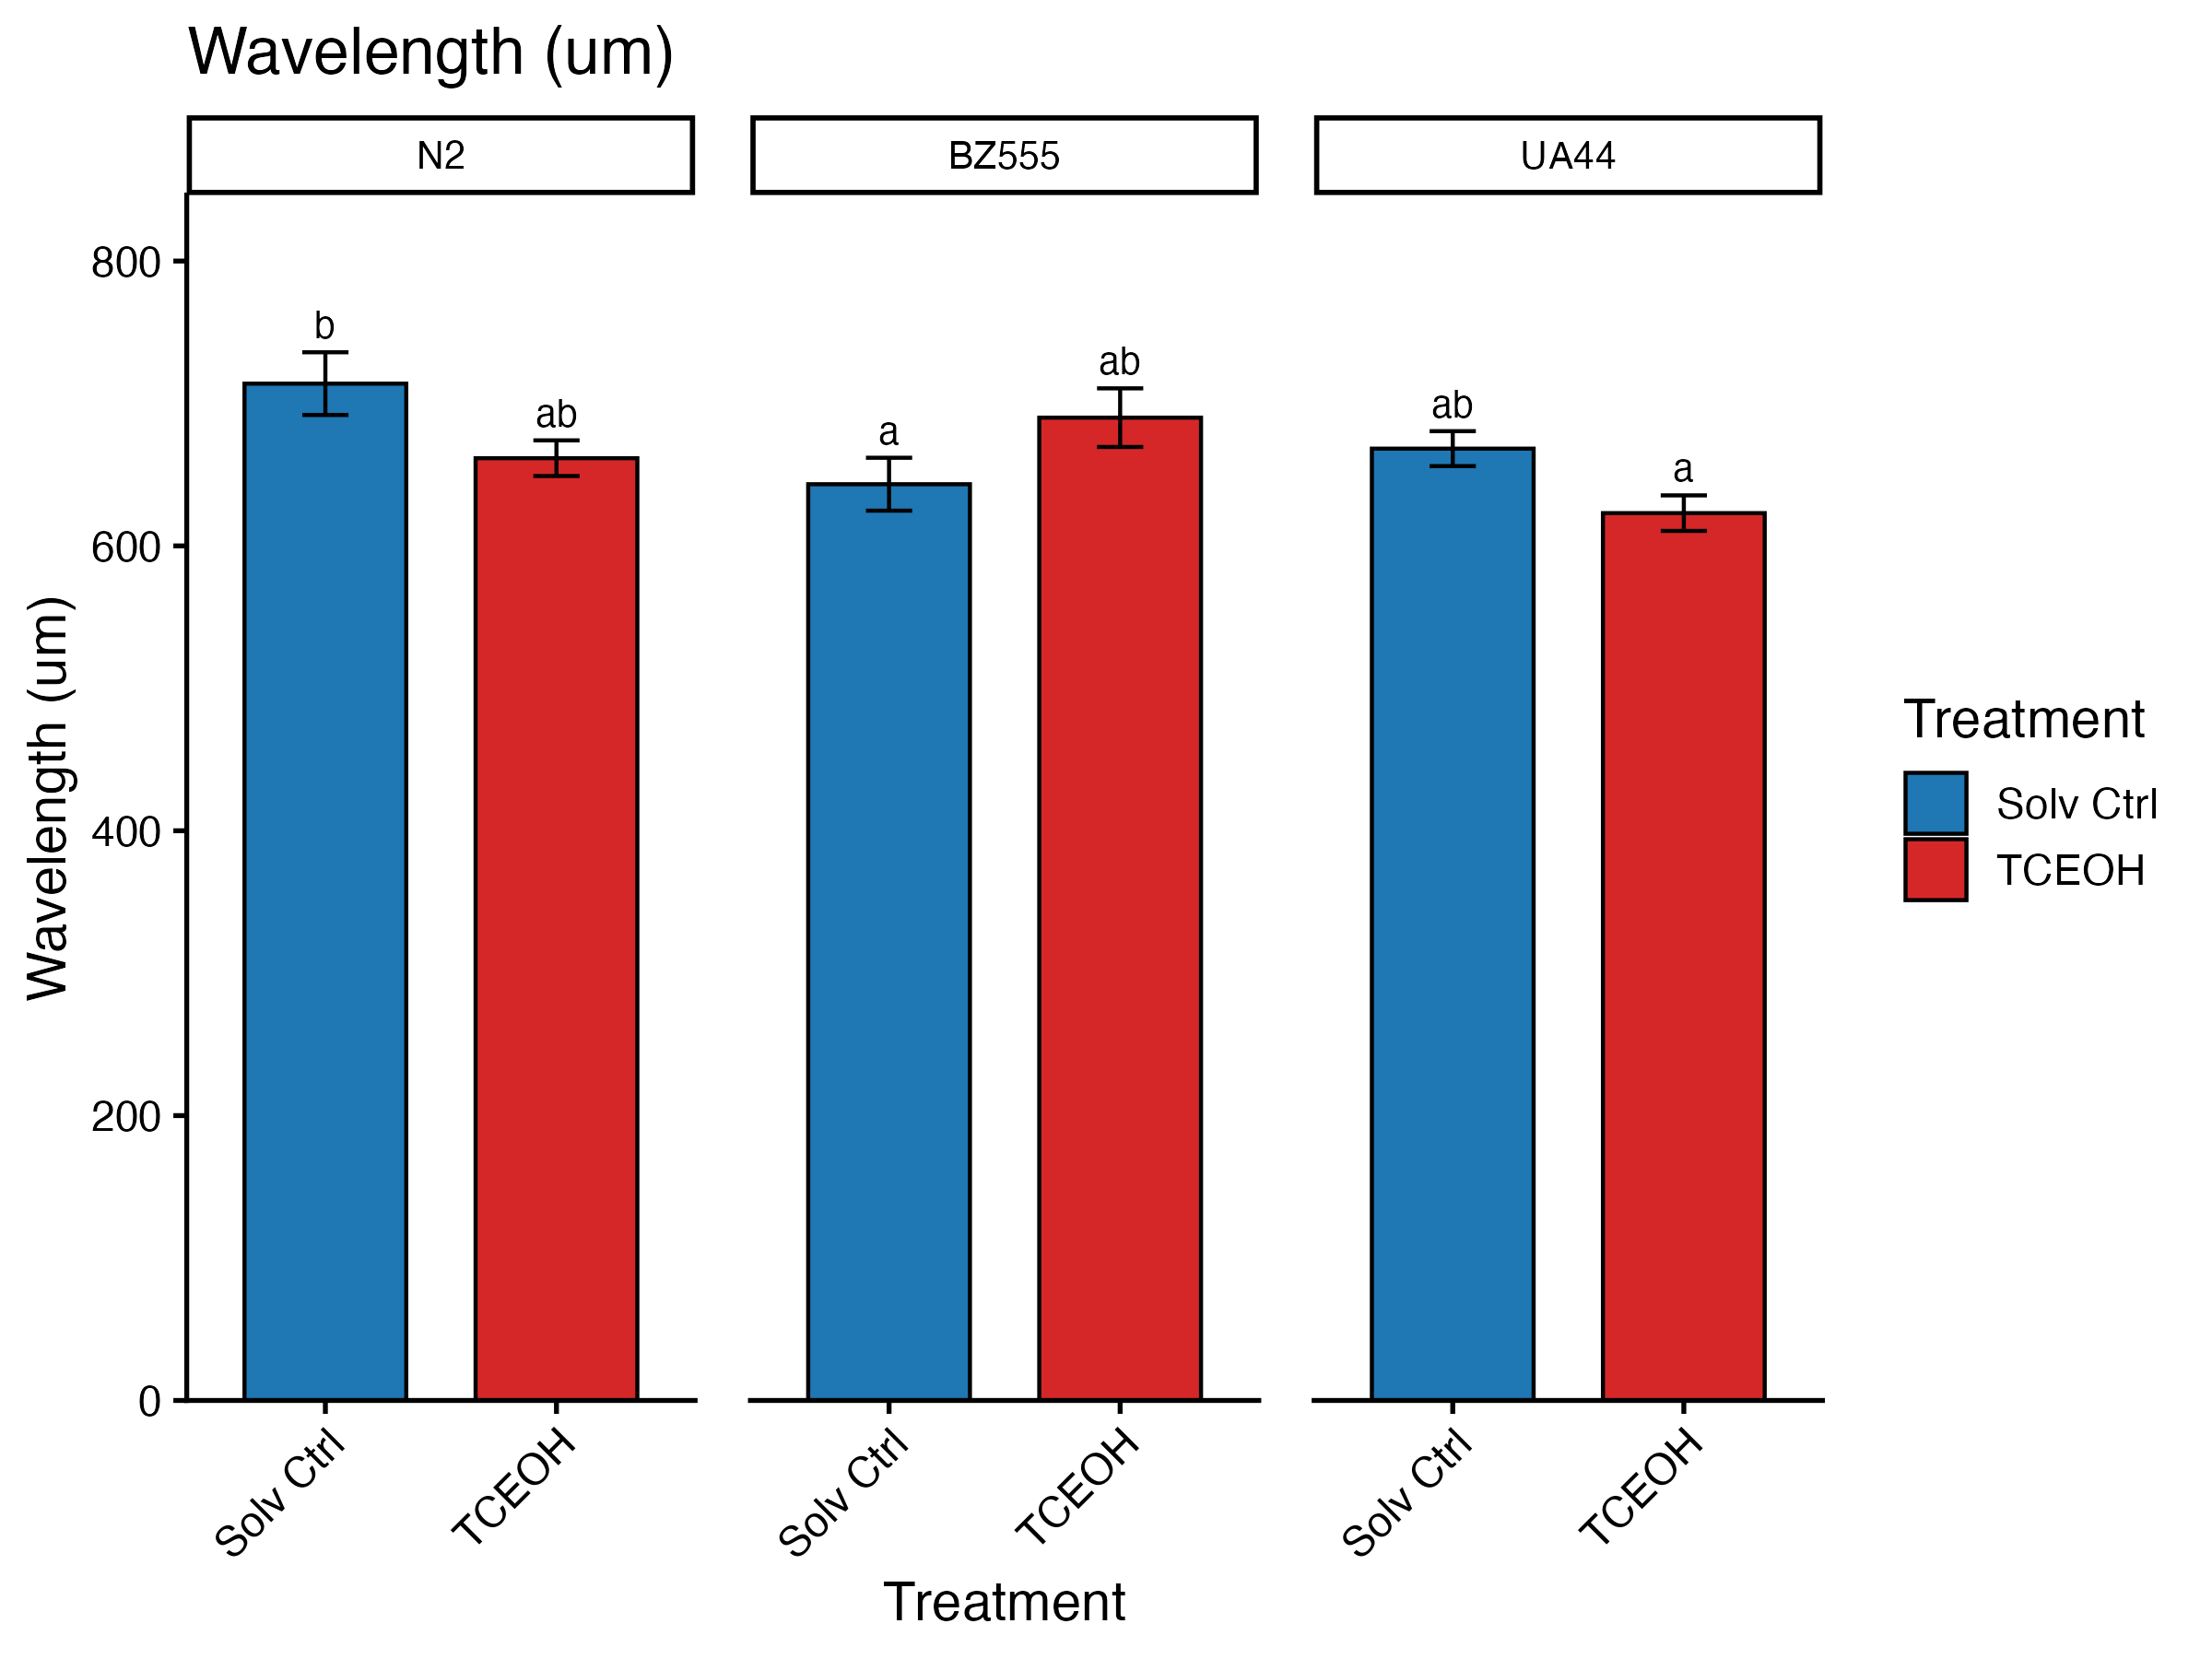 Wavelength (um)
N2
BZ555
UA44
800
600
400
200
0
Wavelength (um)
b
ab
a
ab
ab
a
Solv Ctrl
TCEOH
Solv Ctrl
TCEOH
Solv Ctrl
TCEOH
Treatment
Treatment
Solv Ctrl
TCEOH